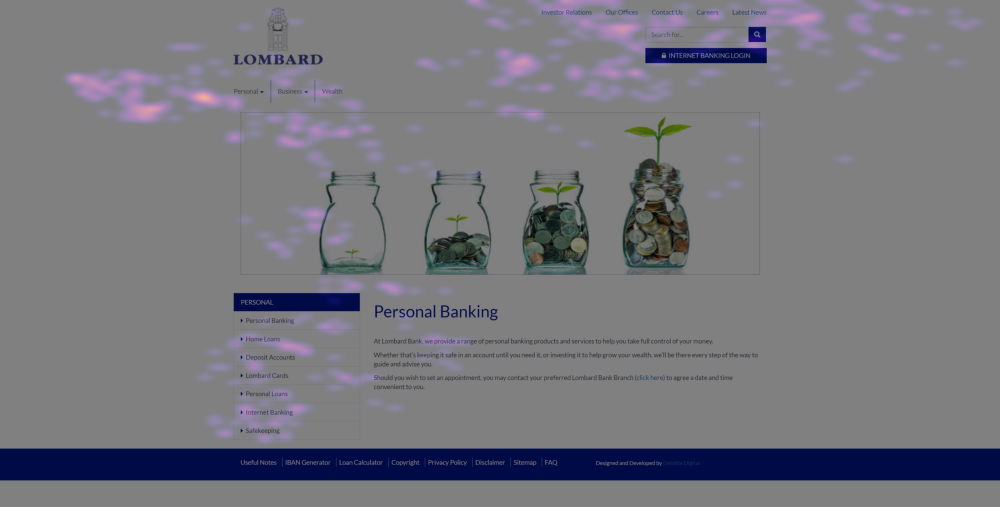 Investor Relations Our Offices Contact Us Careers Latest News
Search for...
LOMBARD
INTERNET BANKING LOGIN
Personal Business Wealth
PERSONAL
Personal Banking
Home Loans
Deposit Accounts
Lombard Cards
Personal Loans
Internet Banking
Safekeeping
Personal Banking
At Lombard Bank, we provide a range of personal banking products and services to help you take full control of your money.
Whether that's keeping it safe in an account until you need it, or investing it to help grow your wealth, we'll be there every step of the way to
guide and advise you.
Should you wish to set an appointment, you may contact your preferred Lombard Bank Branch (click here) to agree a date and time
convenient to you.
Useful Notes IBAN Generator Loan Calculator Copyright Privacy Policy Disclaimer Sitemap FAQ Designed and Developed by Deloitte Digital